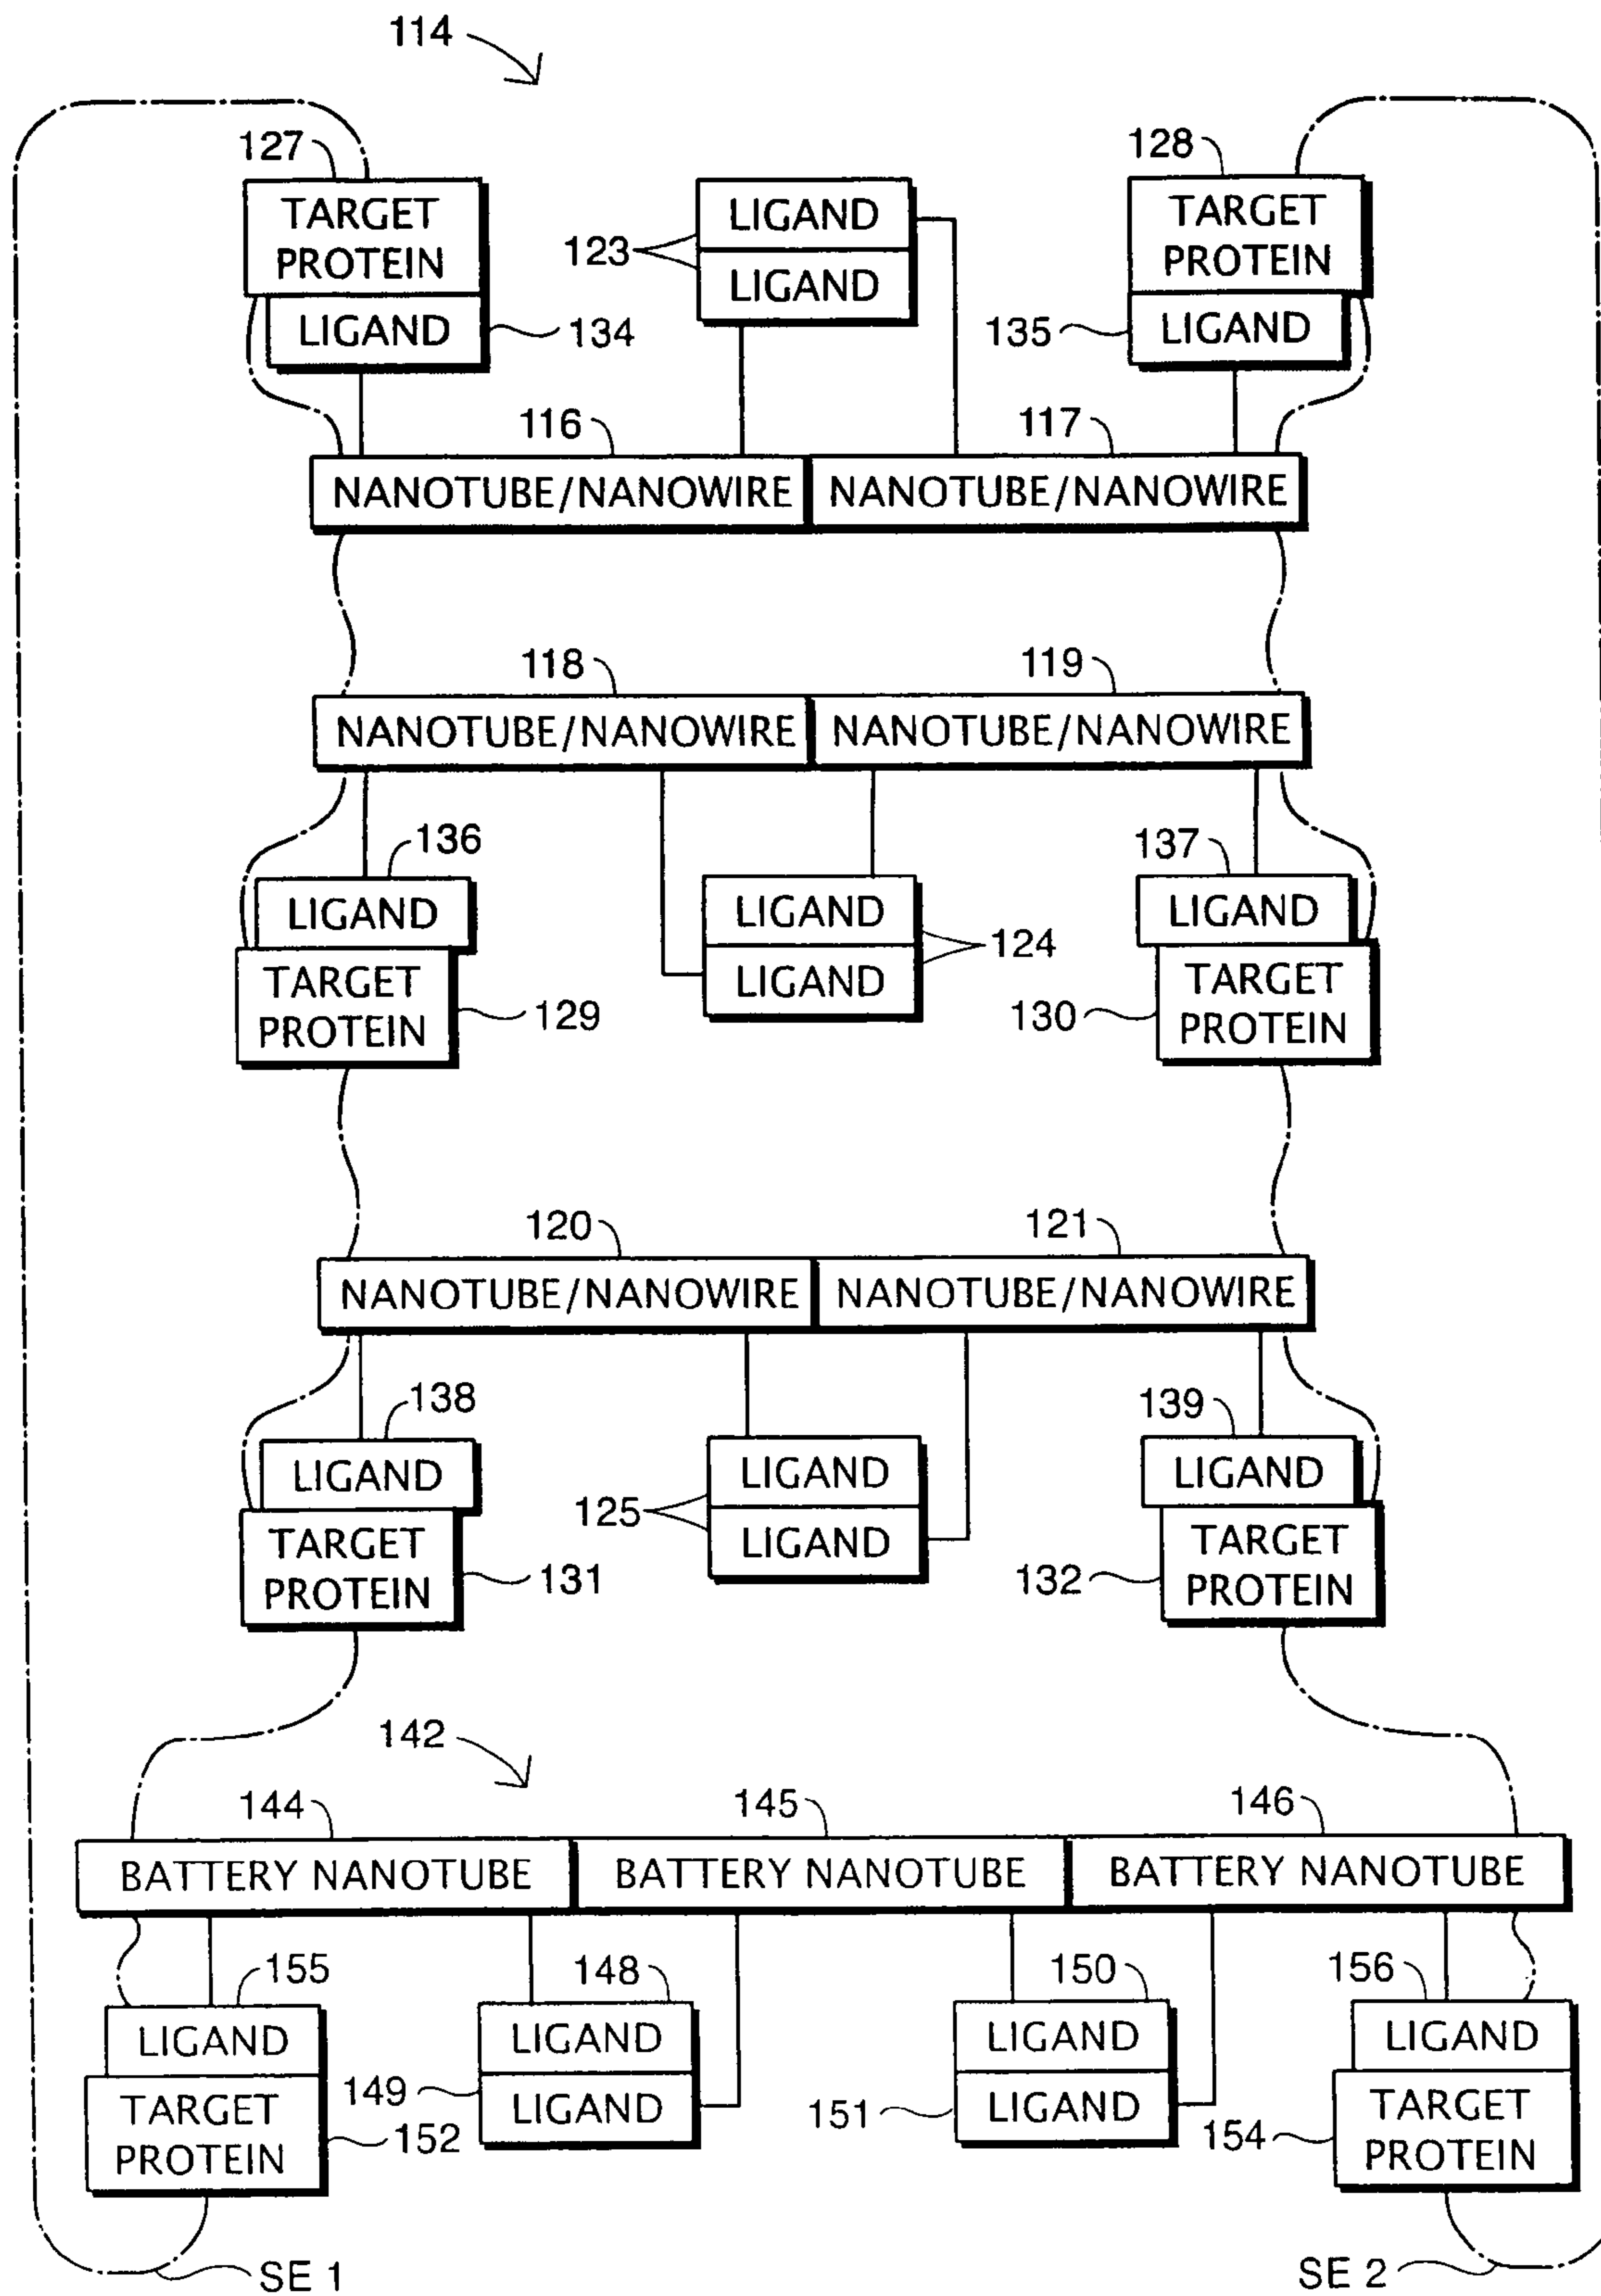 114
127
128
TARGET
PROTEIN
LIGAND
LIGAND
TARGET
PROTEIN
123
LIGAND
134
135
LIGAND
116
117
NANOTUBE/NANOWIRE
NANOTUBE/NANOWIRE
118
119
NANOTUBE/NANOWIRE
NANOTUBE/NANOWIRE
136
137
LIGAND
LIGAND
LIGAND
124
TARGET
PROTEIN
LIGAND
TARGET
PROTEIN
129
130
120
121
NANOTUBE/NANOWIRE
NANOTUBE/NANOWIRE
138
139
LIGAND
LIGAND
LIGAND
125
TARGET
PROTEIN
LIGAND
TARGET
PROTEIN
131
132
142
144
145
146
BATTERY NANOTUBE
BATTERY NANOTUBE
BATTERY NANOTUBE
155
148
150
156
LIGAND
LIGAND
LIGAND
LIGAND
TARGET
PROTEIN
149
LIGAND
151
LIGAND
TARGET
PROTEIN
152
154
SE 1
SE 2